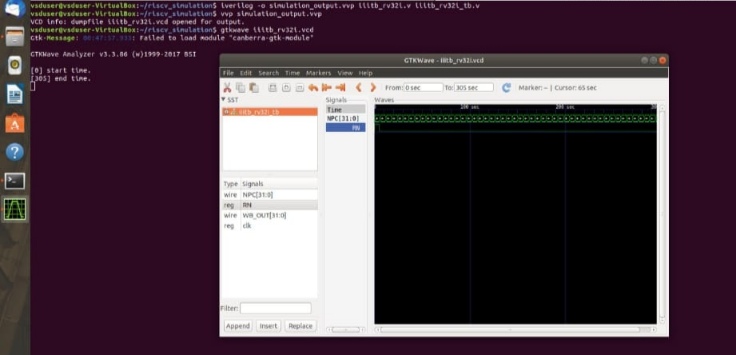 vsduser@vsduser-VirtualBox:~/riscv_simulation$ iverilog -o simulation_output.vvp iiitb_rv32i.v iiitb_rv32i_tb.v
vsduser@vsduser-VirtualBox:~/riscv_simulation$ vvp simulation_output.vvp
VCD info: dumpfile iiitb_rv32i.vcd opened for output.
vsduser@vsduser-VirtualBox:~/riscv_simulation$ gtkwave iiitb_rv32i.vcd
Gtk-Message: Failed to load module "canberra-gtk-module"
GTKWave Analyzer v3.3.86 (w)1999-2017 BSI
[0] start time.
[305] end time.
GTKWave - iiitb_rv32i.vcd
File Edit Search Time Markers View Help
From: 0 sec To: 305 sec Marker: -- | Cursor: 65 sec
SST
iiitb_rv32i_tb
Type Signals
wire NPC[31:0]
reg RN
wire WB_OUT[31:0]
reg clk
Filter:
Append Insert Replace
Signals
Time
NPC[31:0]
RN
Waves
100 sec 200 sec 30